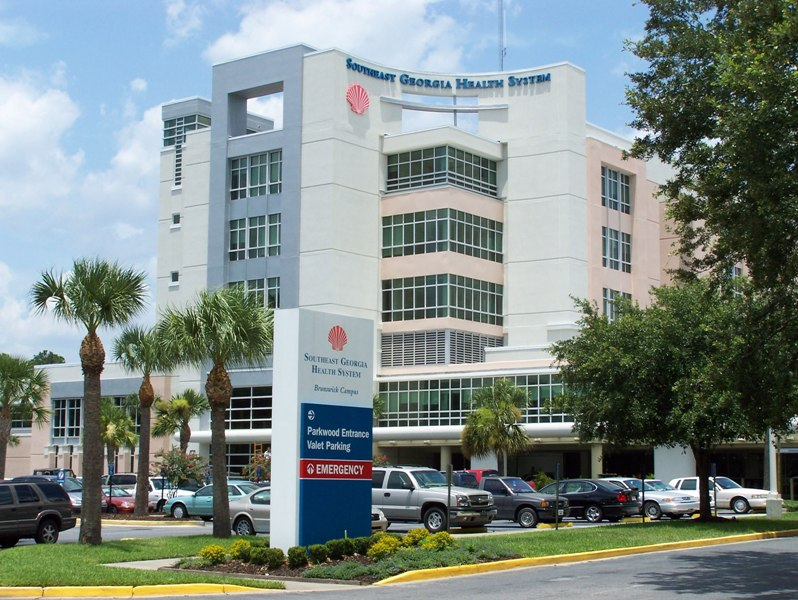 SOUTHEAST GEORGIA HEALTH SYSTEM
SOUTHEAST GEORGIA
HEALTH SYSTEM
Brunswick Campus
Parkwood Entrance
Valet Parking
EMERGENCY